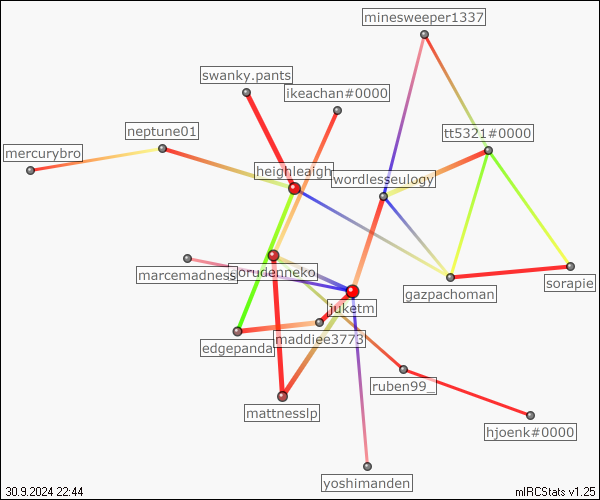 minesweeper1337
swanky.pants
ikeachan#0000
neptune01
tt5321#0000
mercurybro
heighleaigh
wordlesseulogy
marcemadness
orudenneko
sorapie
gazpachoman
juketm
maddiee3773
edgepanda
ruben99_
mattnesslp
hjoenk#0000
yoshimanden
30.9.2024 22:44
mIRCStats v1.25